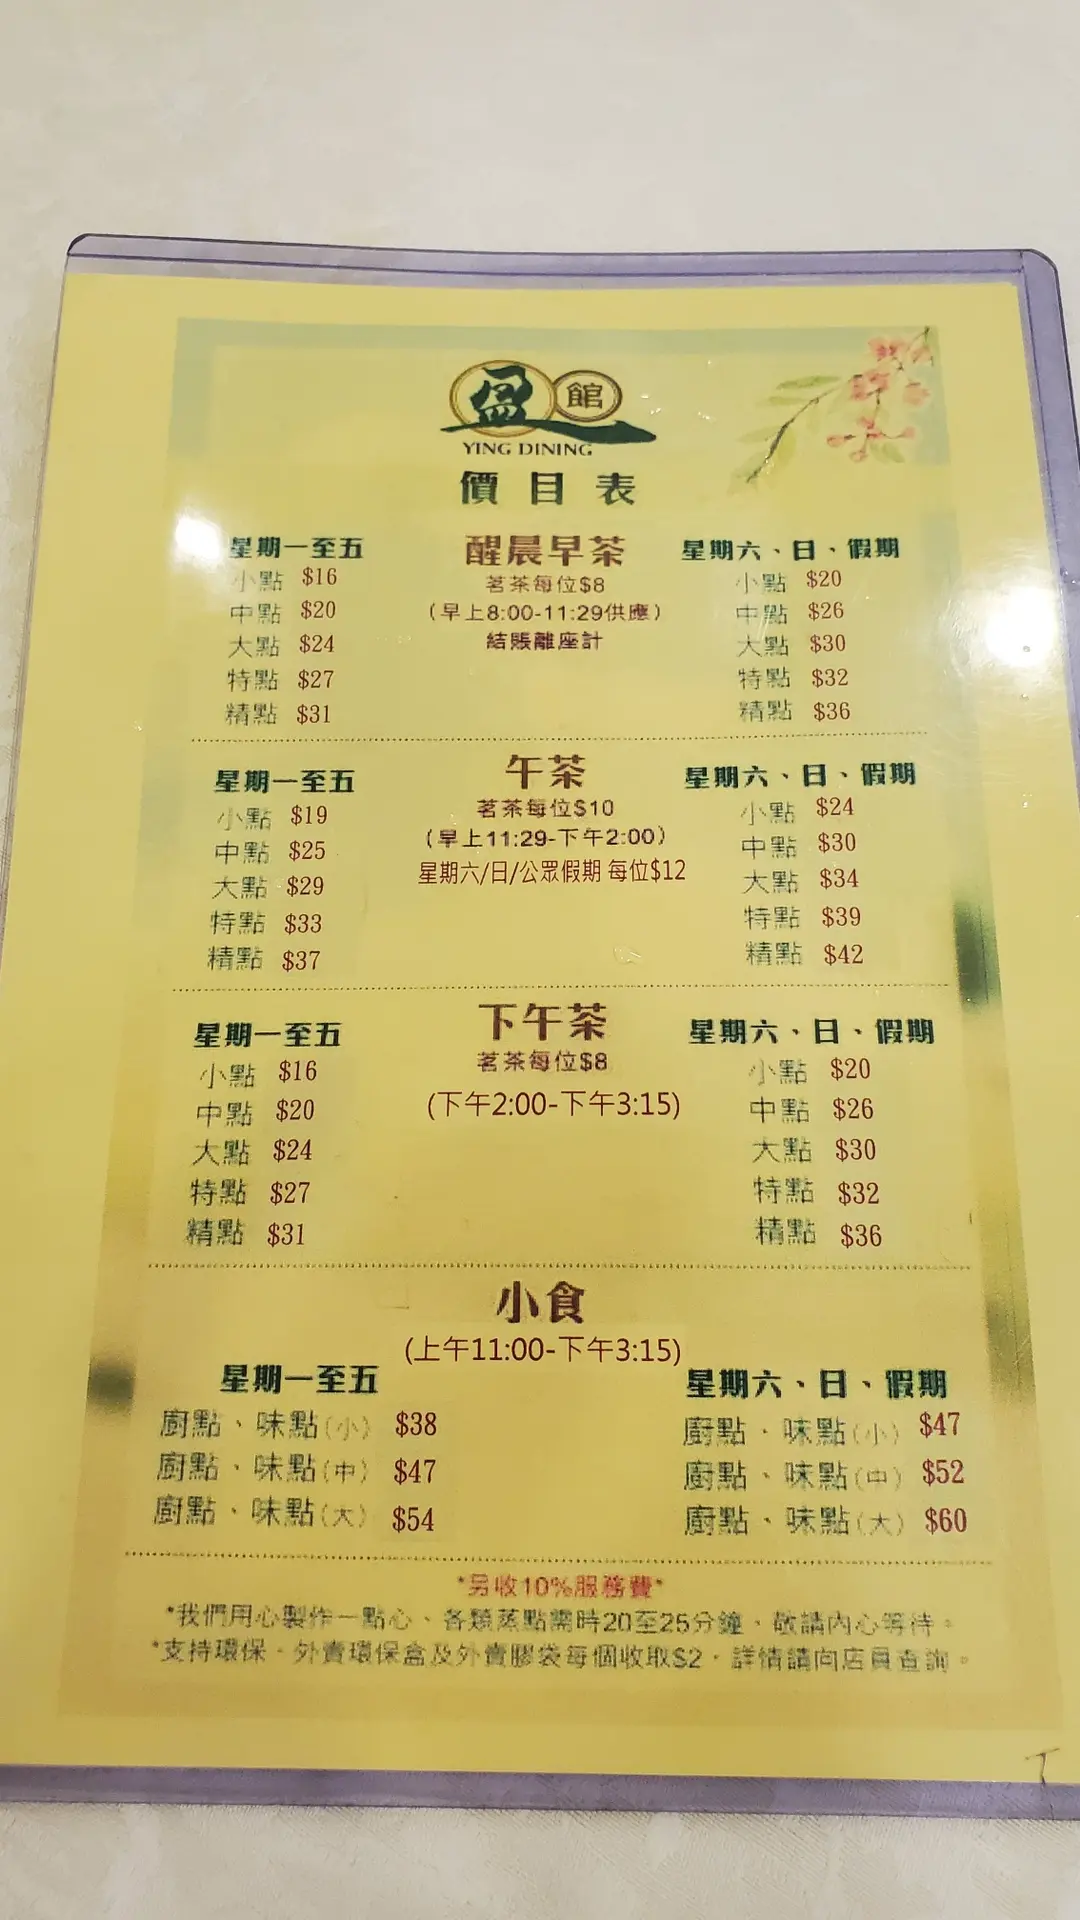 盈館
YING DINING
價目表
醒晨早茶
茗茶每位$8
(早上8:00-11:29供應)
結賬離座計
星期一至五
小點 $16
中點 $20
大點 $24
特點 $27
精點 $31
星期六、日、假期
小點 $20
中點 $26
大點 $30
特點 $32
精點 $36
午茶
茗茶每位$10
(早上11:29-下午2:00)
星期六/日/公眾假期 每位$12
星期一至五
小點 $19
中點 $25
大點 $29
特點 $33
精點 $37
星期六、日、假期
小點 $24
中點 $30
大點 $34
特點 $39
精點 $42
下午茶
茗茶每位$8
(下午2:00-下午3:15)
星期一至五
小點 $16
中點 $20
大點 $24
特點 $27
精點 $31
星期六、日、假期
小點 $20
中點 $26
大點 $30
特點 $32
精點 $36
小食
(上午11:00-下午3:15)
星期一至五
廚點、味點(小) $38
廚點、味點(中) $47
廚點、味點(大) $54
星期六、日、假期
廚點、味點(小) $47
廚點、味點(中) $52
廚點、味點(大) $60
*另收10%服務費*
*我們用心製作一點心、各類蒸點需時20至25分鐘，敬請內心等待。
*支持環保，外賣環保盒及外賣膠袋每個收取$2，詳情請向店員查詢。